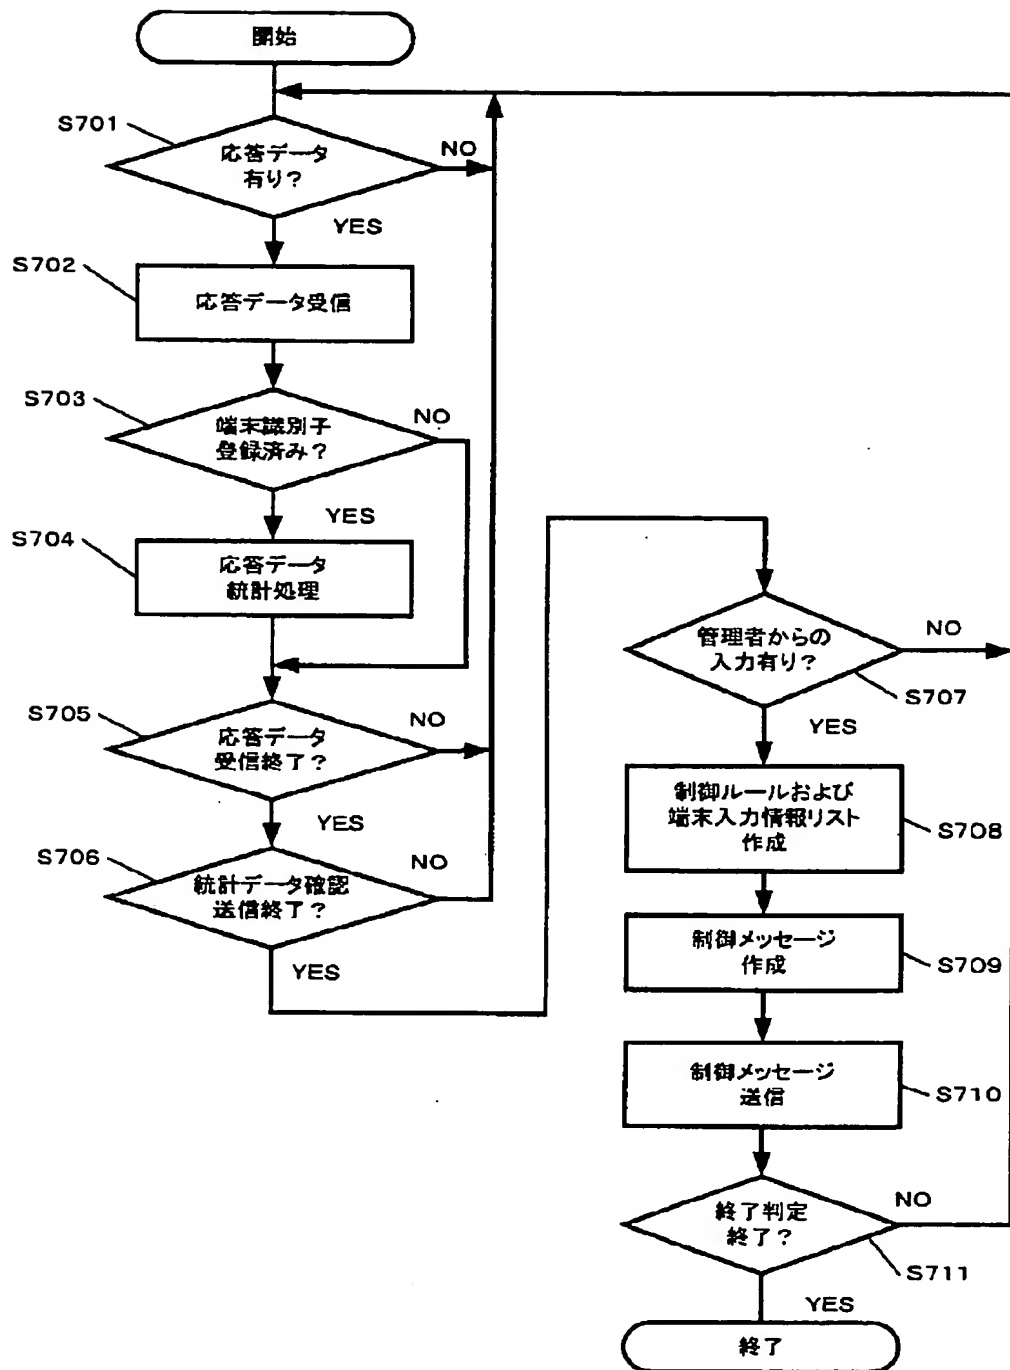 開始
S701
応答データ
有り?
NO
YES
S702
応答データ受信
S703
端末識別子
登録済み?
NO
YES
S704
応答データ
統計処理
S705
応答データ
受信終了?
NO
YES
S706
統計データ確認
送信終了?
NO
YES
管理者からの
入力有り?
NO
S707
YES
制御ルールおよび
端末入力情報リスト
作成
S708
制御メッセージ
作成
S709
制御メッセージ
送信
S710
終了判定
終了?
NO
S711
YES
終了